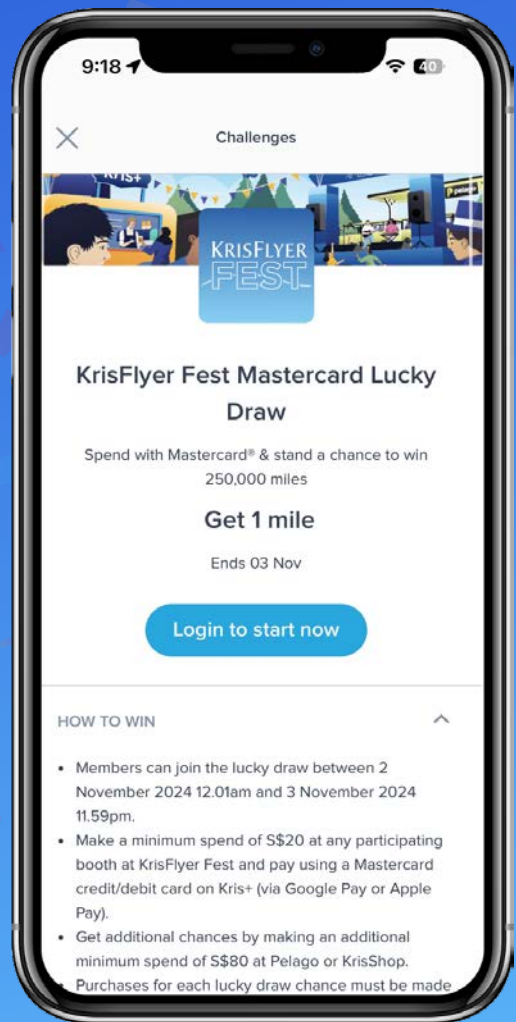 9:18
40
Challenges
KRIS+
pelago
KRISFLYER
FEST
KrisFlyer Fest Mastercard Lucky
Draw
Spend with Mastercard® & stand a chance to win
250,000 miles
Get 1 mile
Ends 03 Nov
Login to start now
HOW TO WIN
• Members can join the lucky draw between 2
November 2024 12.01am and 3 November 2024
11.59pm.
• Make a minimum spend of S$20 at any participating
booth at KrisFlyer Fest and pay using a Mastercard
credit/debit card on Kris+ (via Google Pay or Apple
Pay).
• Get additional chances by making an additional
minimum spend of S$80 at Pelago or KrisShop.
• Purchases for each lucky draw chance must be made